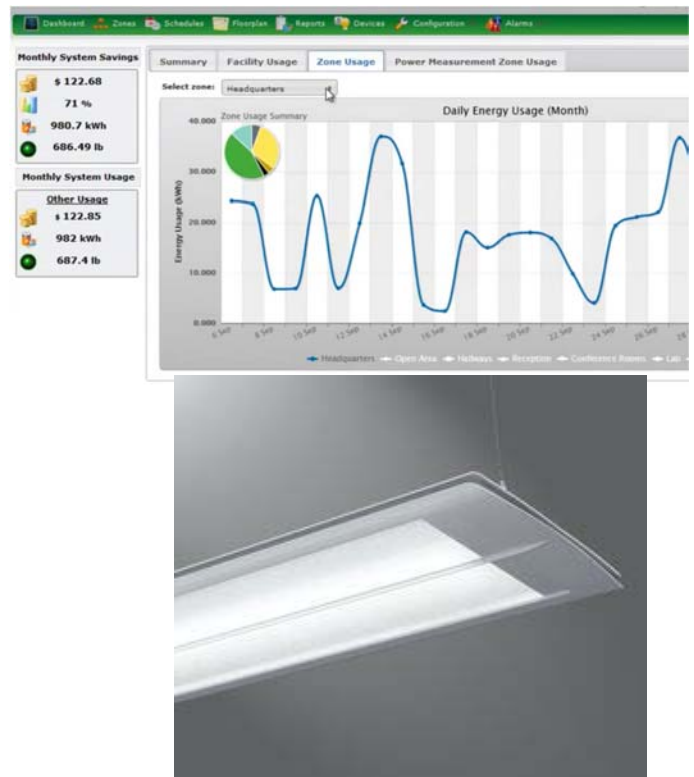 Dashboard Zones Schedules Floorplan Reports Devices Configuration Alarms
Monthly System Savings
$ 122.68
71 %
980.7 kWh
686.49 lb
Monthly System Usage
Other Usage
$ 122.85
982 kWh
687.4 lb
Summary Facility Usage Zone Usage Power Measurement Zone Usage
Select zone: Headquarters
Daily Energy Usage (Month)
Zone Usage Summary
Energy Usage (kWh)
40.000
30.000
20.000
10.000
0.000
6 Sep 8 Sep 10 Sep 12 Sep 14 Sep 16 Sep 18 Sep 20 Sep 22 Sep 24 Sep 26 Sep 28
Headquarters Open Area Hallways Reception Conference Rooms Lab